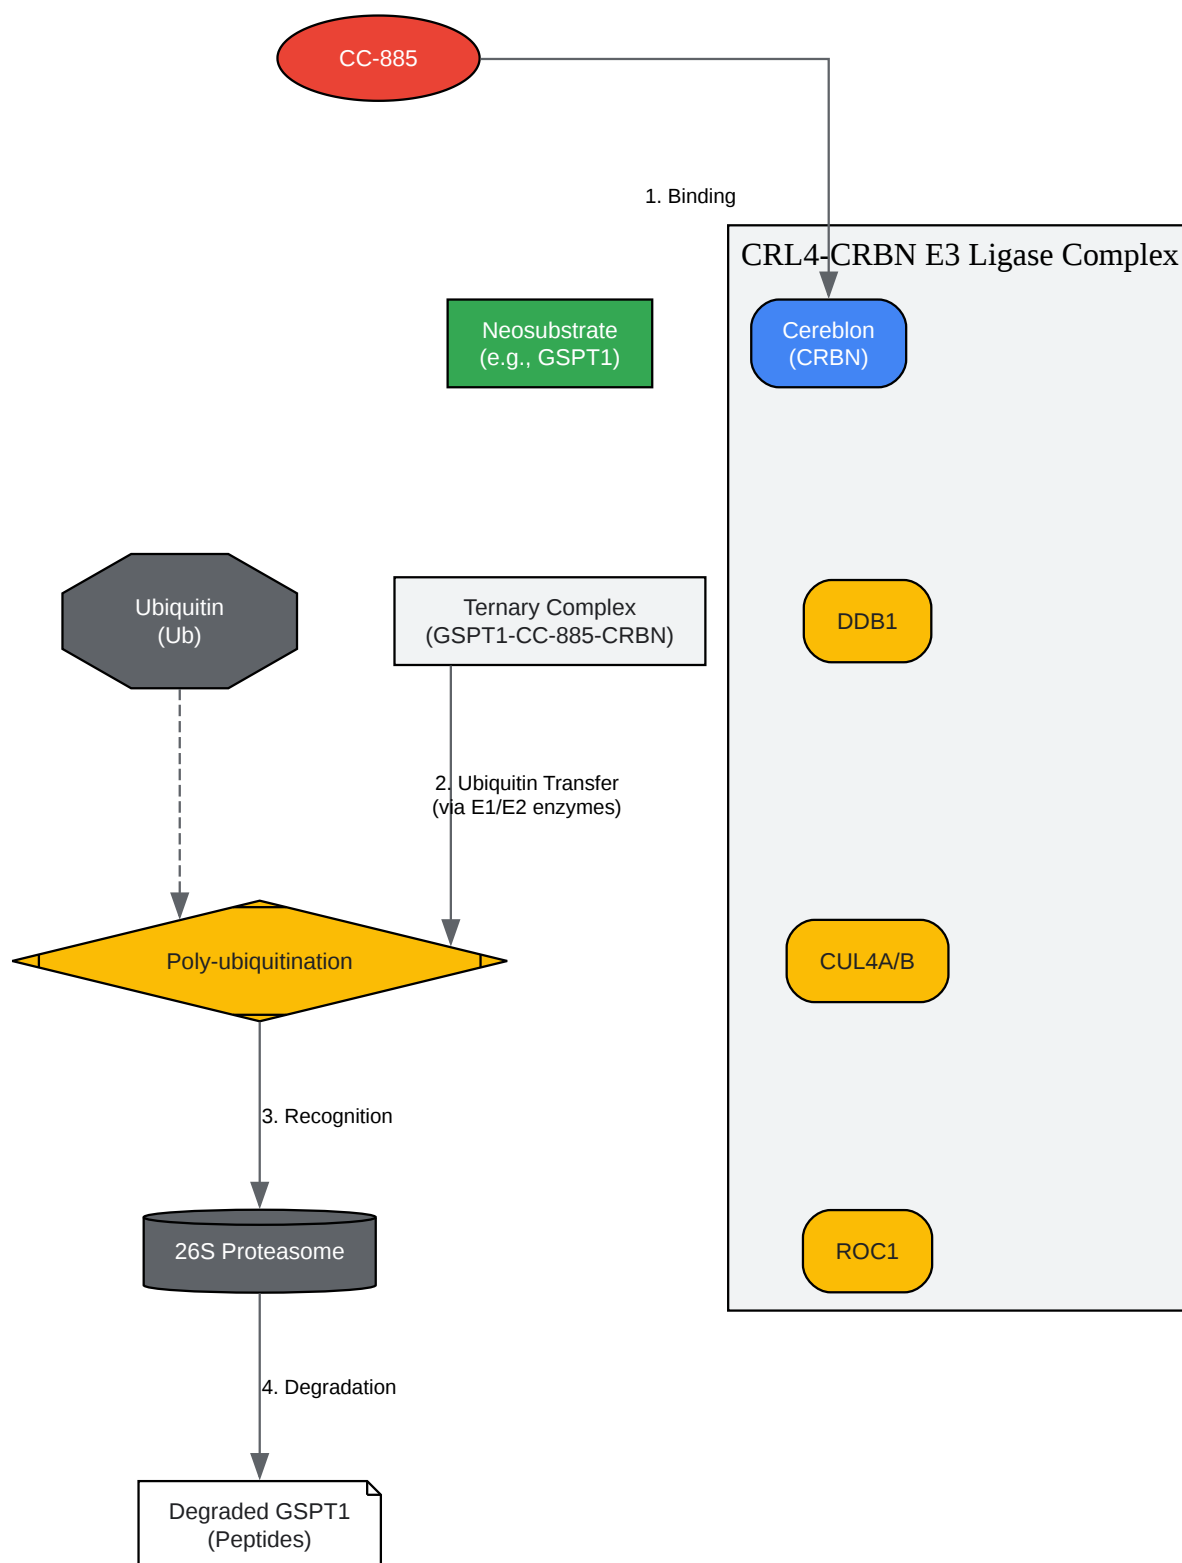 CC-885
1. Binding
CRL4-CRBN E3 Ligase Complex
Neosubstrate
(e.g., GSPT1)
Cereblon
(CRBN)
Ubiquitin
(Ub)
Ternary Complex
(GSPT1-CC-885-CRBN)
DDB1
2. Ubiquitin Transfer
(via E1/E2 enzymes)
Poly-ubiquitination
CUL4A/B
3. Recognition
26S Proteasome
ROC1
4. Degradation
Degraded GSPT1
(Peptides)